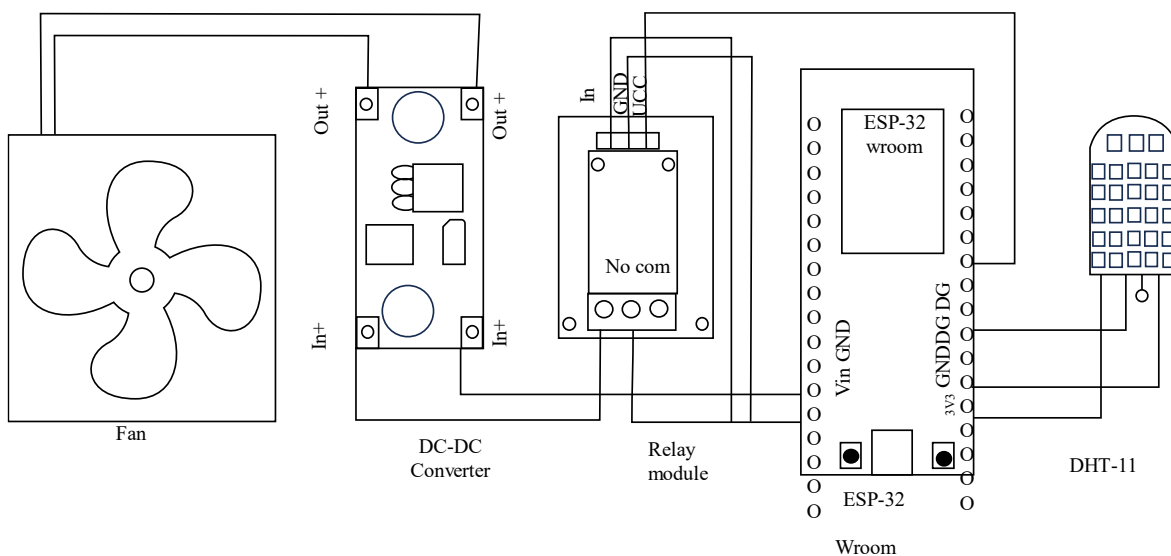 Out +
Out +
In+
In+
Fan
DC-DC
Converter
In
GND
UCC
No com
Relay
module
ESP-32
wroom
Vin GND
GNDDG DG
3V3
ESP-32
Wroom
DHT-11